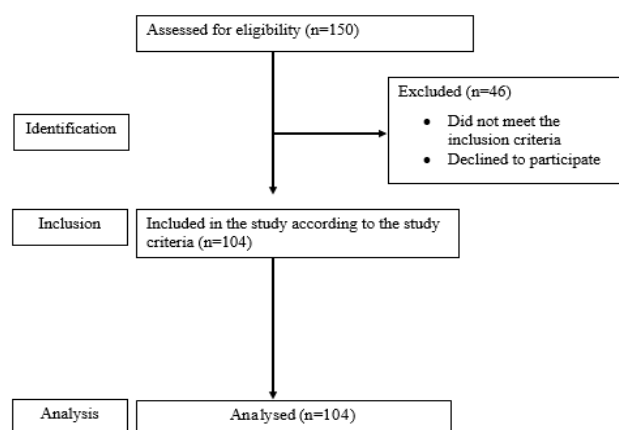 Assessed for eligibility (n=150)
Excluded (n=46)
• Did not meet the
inclusion criteria
• Declined to participate
Identification
Inclusion
Included in the study according to the study
criteria (n=104)
Analysis
Analysed (n=104)